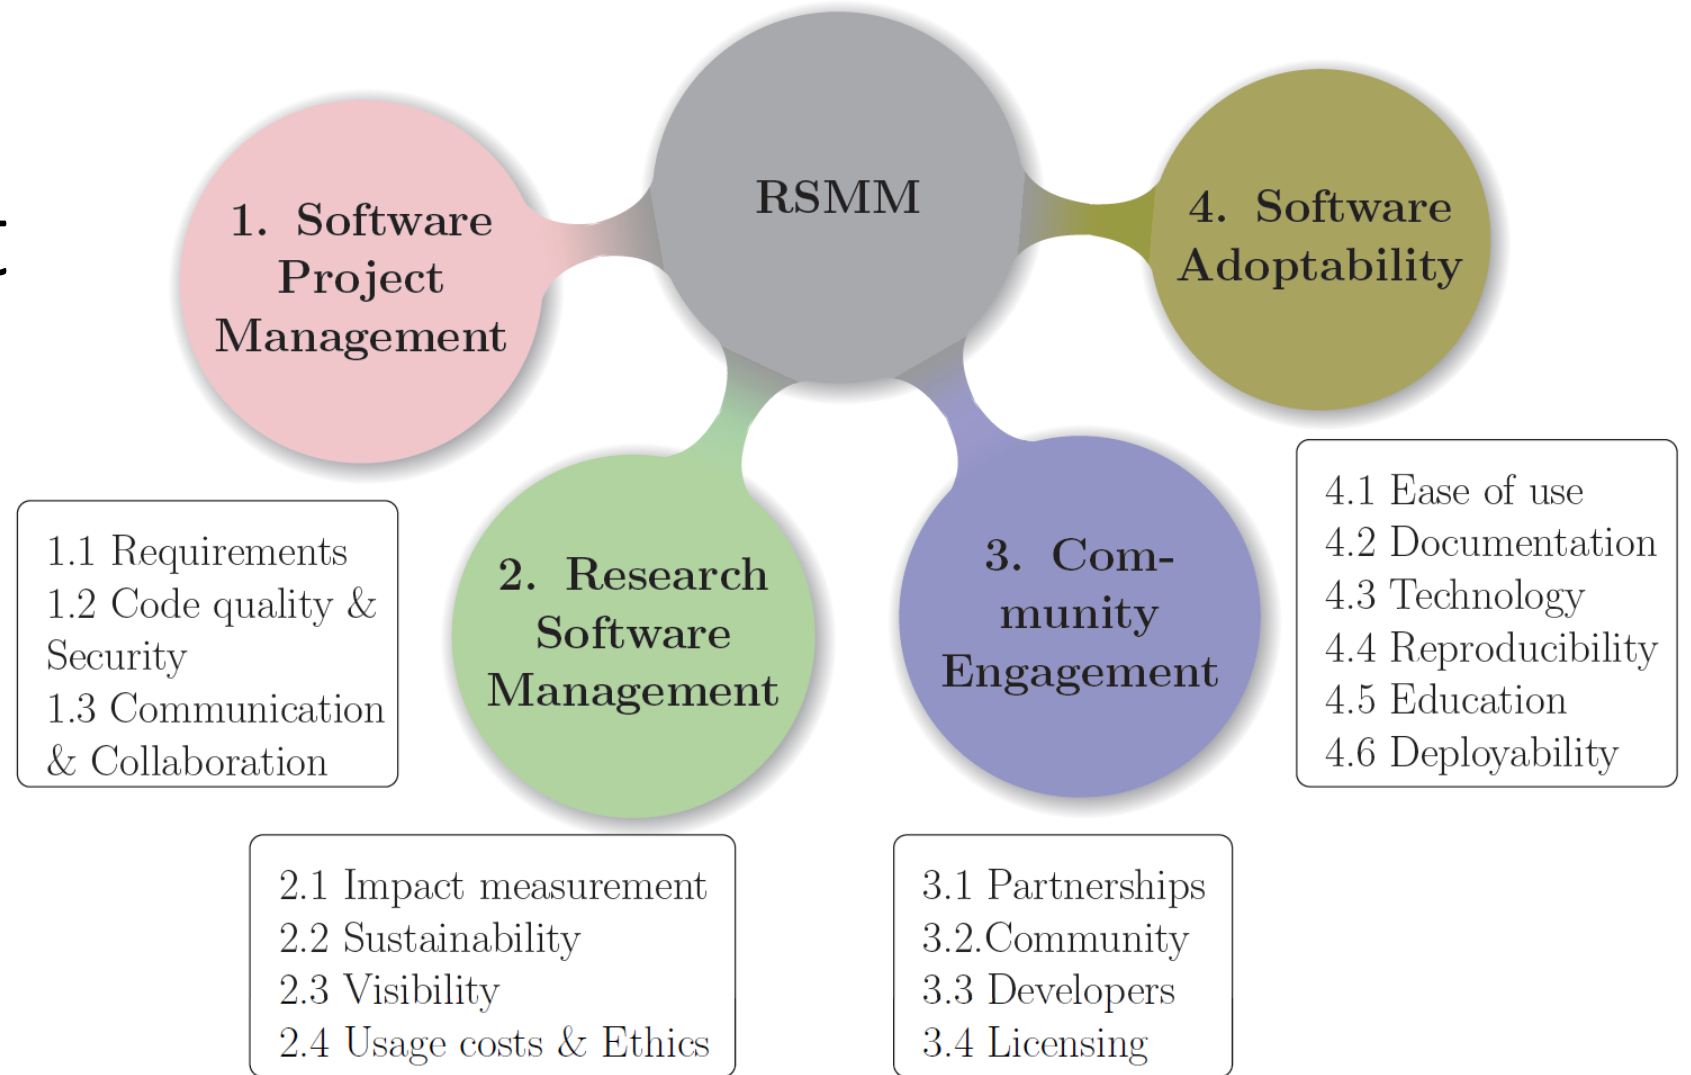 RSMM
1. Software
Project
Management
1.1 Requirements
1.2 Code quality &
Security
1.3 Communication
& Collaboration
2. Research
Software
Management
2.1 Impact measurement
2.2 Sustainability
2.3 Visibility
2.4 Usage costs & Ethics
3. Com-
munity
Engagement
3.1 Partnerships
3.2.Community
3.3 Developers
3.4 Licensing
4. Software
Adoptability
4.1 Ease of use
4.2 Documentation
4.3 Technology
4.4 Reproducibility
4.5 Education
4.6 Deployability